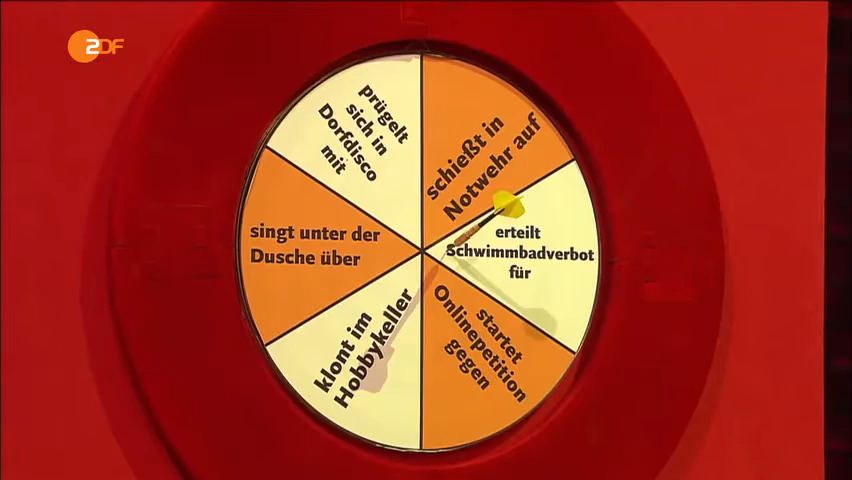 ZDF
prügelt
sich in
Dorfdisco
mit
schießt in
Notwehr auf
singt unter der
Dusche über
erteilt
Schwimmbadverbot
für
klont im
Hobbykeller
startet
Onlinepetition
gegen